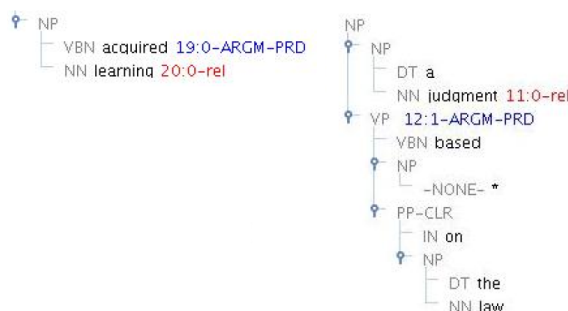 NP
VBN acquired 19:0-ARGM-PRD
NN learning 20:0-rel
NP
NP
DT a
NN judgment 11:0-rel
VP 12:1-ARGM-PRD
VBN based
NP
-NONE- *
PP-CLR
IN on
NP
DT the
NN law